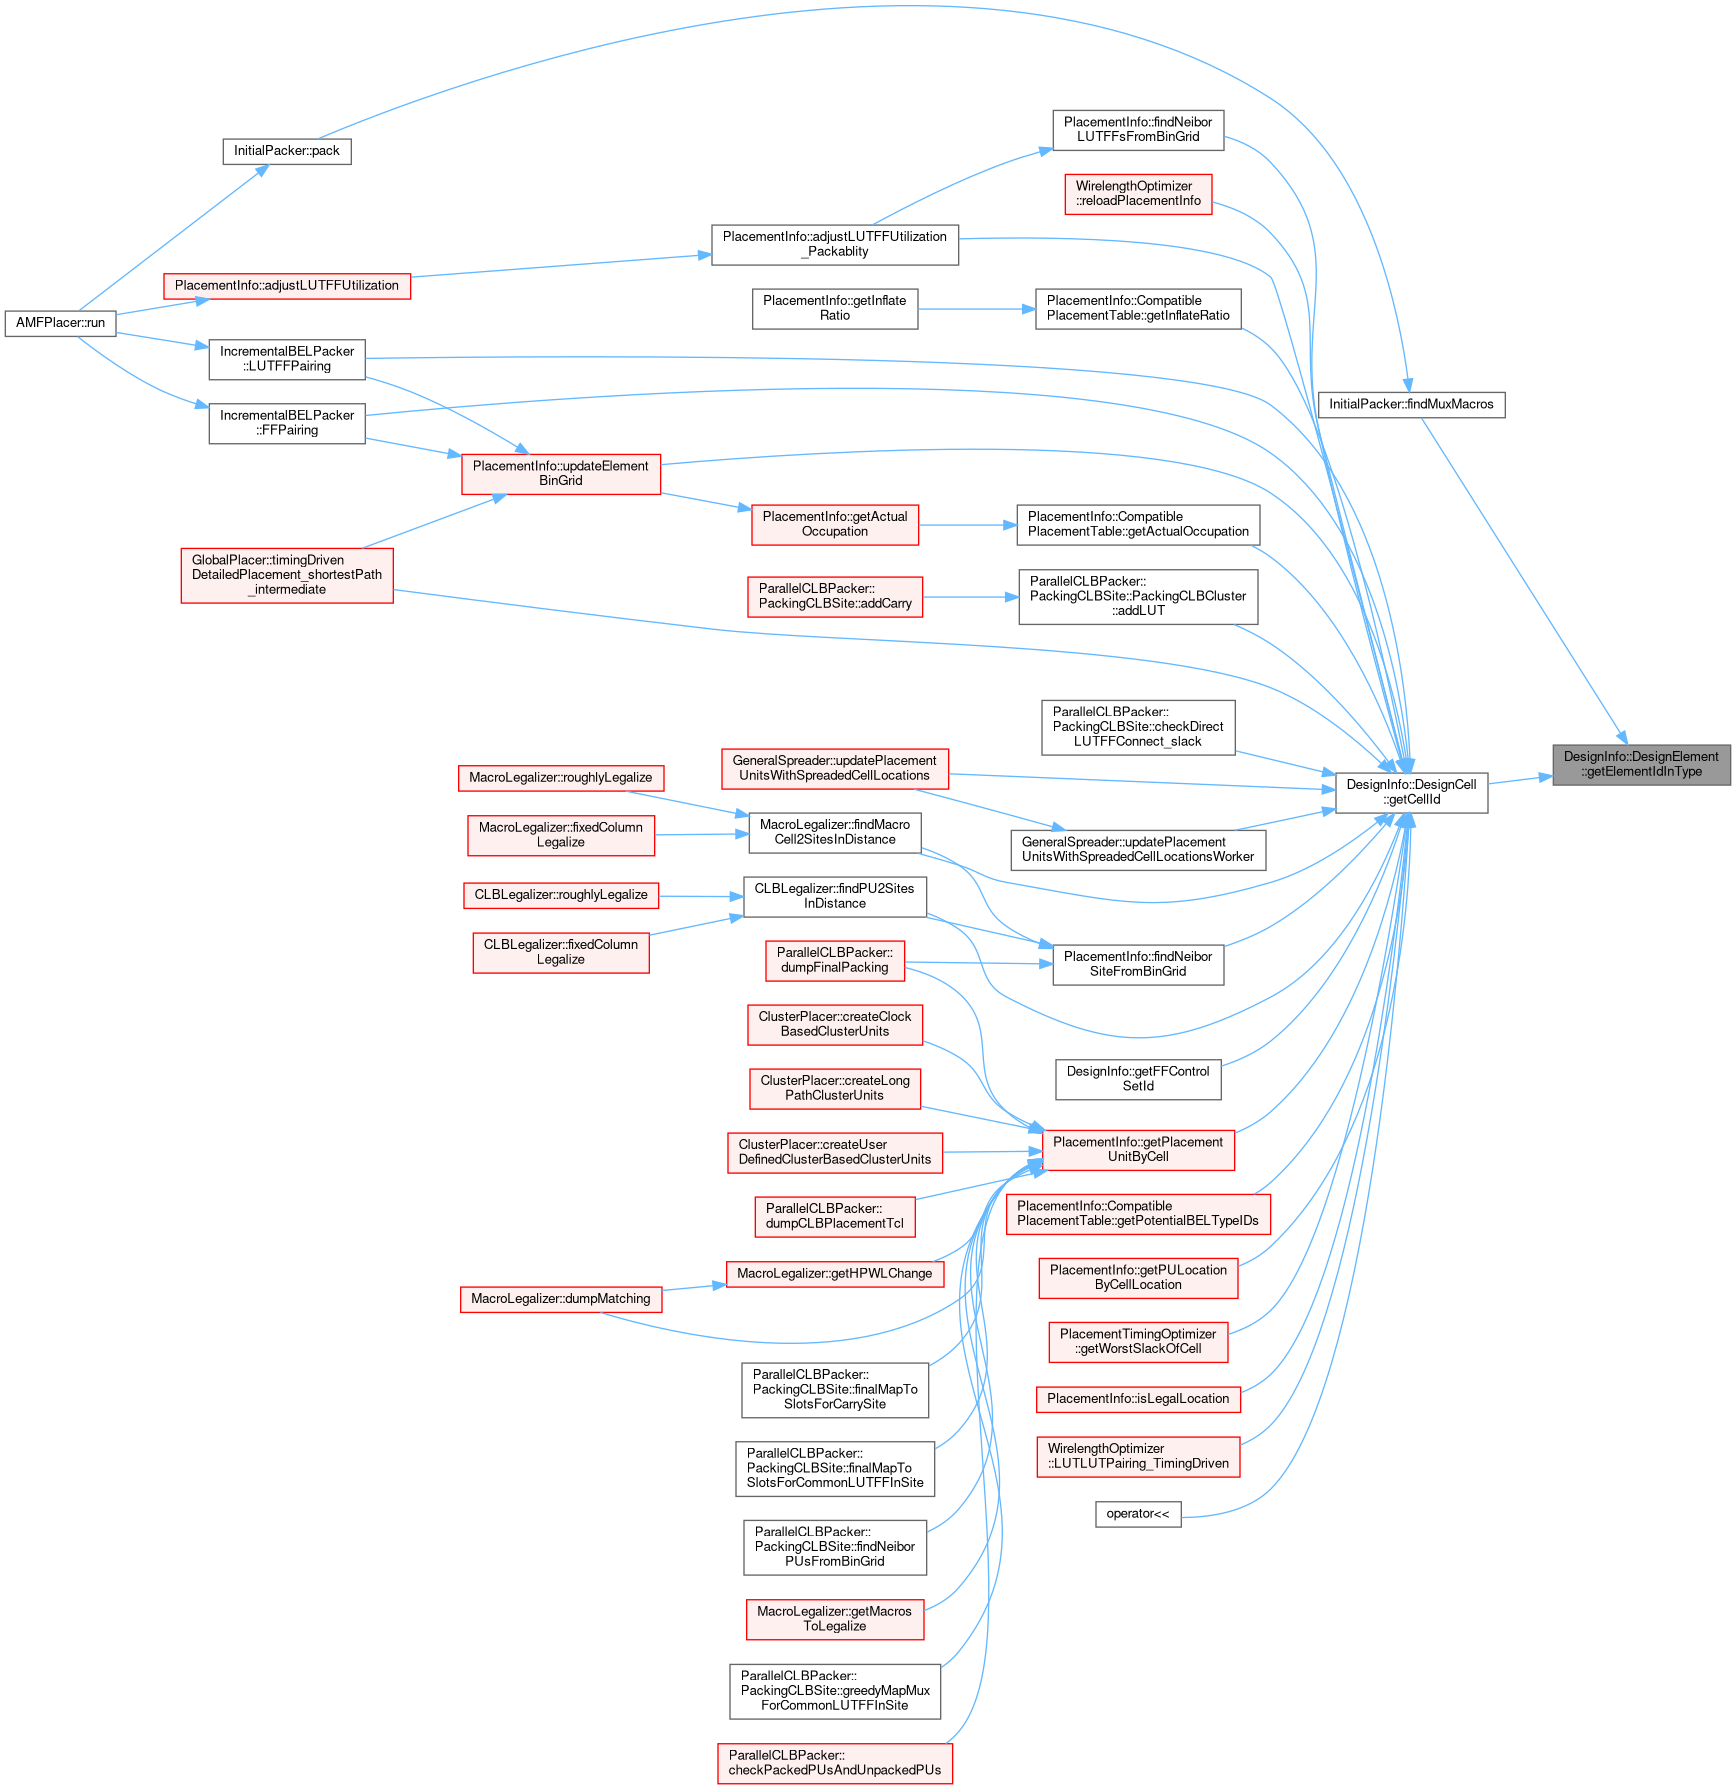 InitialPacker::pack
PlacementInfo::findNeibor
LUTFFsFromBinGrid
WirelengthOptimizer
::reloadPlacementInfo
PlacementInfo::adjustLUTFFUtilization
_Packablity
PlacementInfo::adjustLUTFFUtilization
PlacementInfo::getInflate
Ratio
PlacementInfo::Compatible
PlacementTable::getInflateRatio
AMFPlacer::run
IncrementalBELPacker
::LUTFFPairing
IncrementalBELPacker
::FFPairing
InitialPacker::findMuxMacros
PlacementInfo::updateElement
BinGrid
PlacementInfo::getActual
Occupation
PlacementInfo::Compatible
PlacementTable::getActualOccupation
GlobalPlacer::timingDriven
DetailedPlacement_shortestPath
_intermediate
ParallelCLBPacker::
PackingCLBSite::addCarry
ParallelCLBPacker::
PackingCLBSite::PackingCLBCluster
::addLUT
ParallelCLBPacker::
PackingCLBSite::checkDirect
LUTFFConnect_slack
DesignInfo::DesignElement
::getElementIdInType
GeneralSpreader::updatePlacement
UnitsWithSpreadedCellLocations
MacroLegalizer::roughlyLegalize
DesignInfo::DesignCell
::getCellId
MacroLegalizer::fixedColumn
Legalize
MacroLegalizer::findMacro
Cell2SitesInDistance
GeneralSpreader::updatePlacement
UnitsWithSpreadedCellLocationsWorker
CLBLegalizer::roughlyLegalize
CLBLegalizer::findPU2Sites
InDistance
CLBLegalizer::fixedColumn
Legalize
ParallelCLBPacker::
dumpFinalPacking
PlacementInfo::findNeibor
SiteFromBinGrid
ClusterPlacer::createClock
BasedClusterUnits
DesignInfo::getFFControl
SetId
ClusterPlacer::createLong
PathClusterUnits
ClusterPlacer::createUser
DefinedClusterBasedClusterUnits
PlacementInfo::getPlacement
UnitByCell
ParallelCLBPacker::
dumpCLBPlacementTcl
PlacementInfo::Compatible
PlacementTable::getPotentialBELTypeIDs
MacroLegalizer::getHPWLChange
PlacementInfo::getPULocation
ByCellLocation
MacroLegalizer::dumpMatching
PlacementTimingOptimizer
::getWorstSlackOfCell
ParallelCLBPacker::
PackingCLBSite::finalMapTo
SlotsForCarrySite
PlacementInfo::isLegalLocation
ParallelCLBPacker::
PackingCLBSite::finalMapTo
SlotsForCommonLUTFFInSite
WirelengthOptimizer
::LUTLUTPairing_TimingDriven
operator<<
ParallelCLBPacker::
PackingCLBSite::findNeibor
PUsFromBinGrid
MacroLegalizer::getMacros
ToLegalize
ParallelCLBPacker::
PackingCLBSite::greedyMapMux
ForCommonLUTFFInSite
ParallelCLBPacker::
checkPackedPUsAndUnpackedPUs